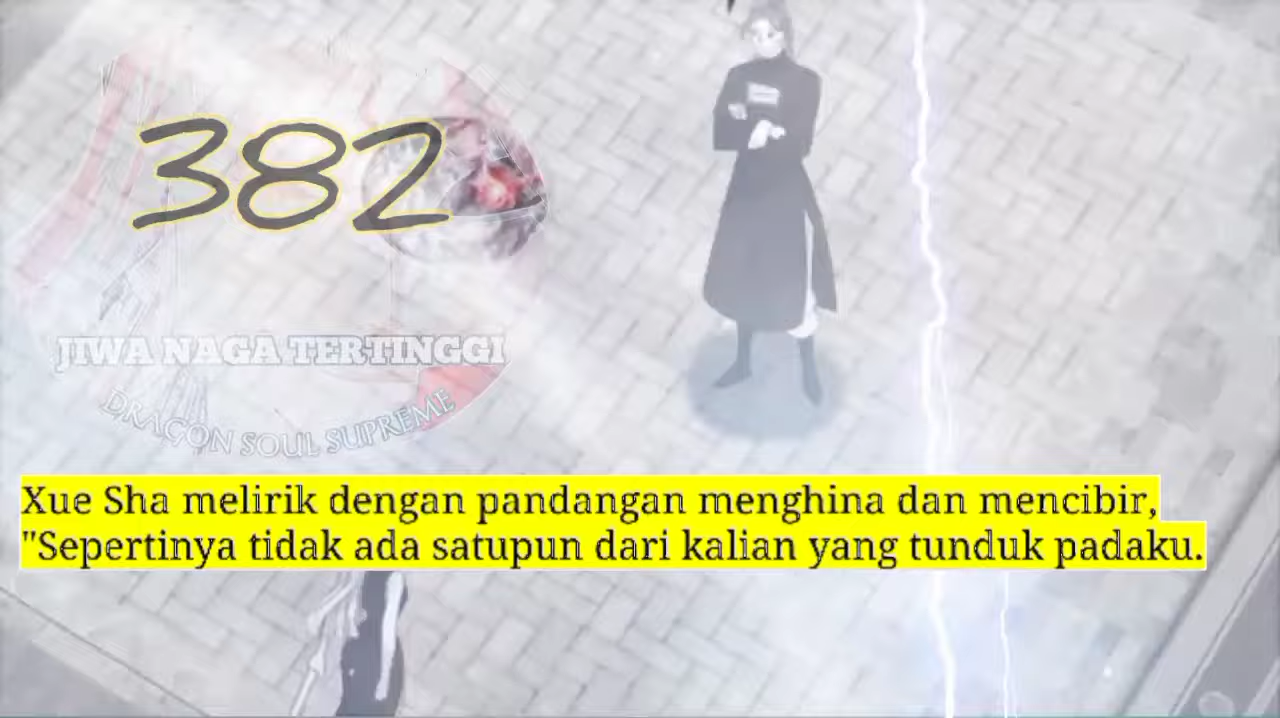 382
JIWA NAGA TERTINGGI
DRAGON SOUL SUPREME
Xue Sha melirik dengan pandangan menghina dan mencibir,
"Sepertinya tidak ada satupun dari kalian yang tunduk padaku.